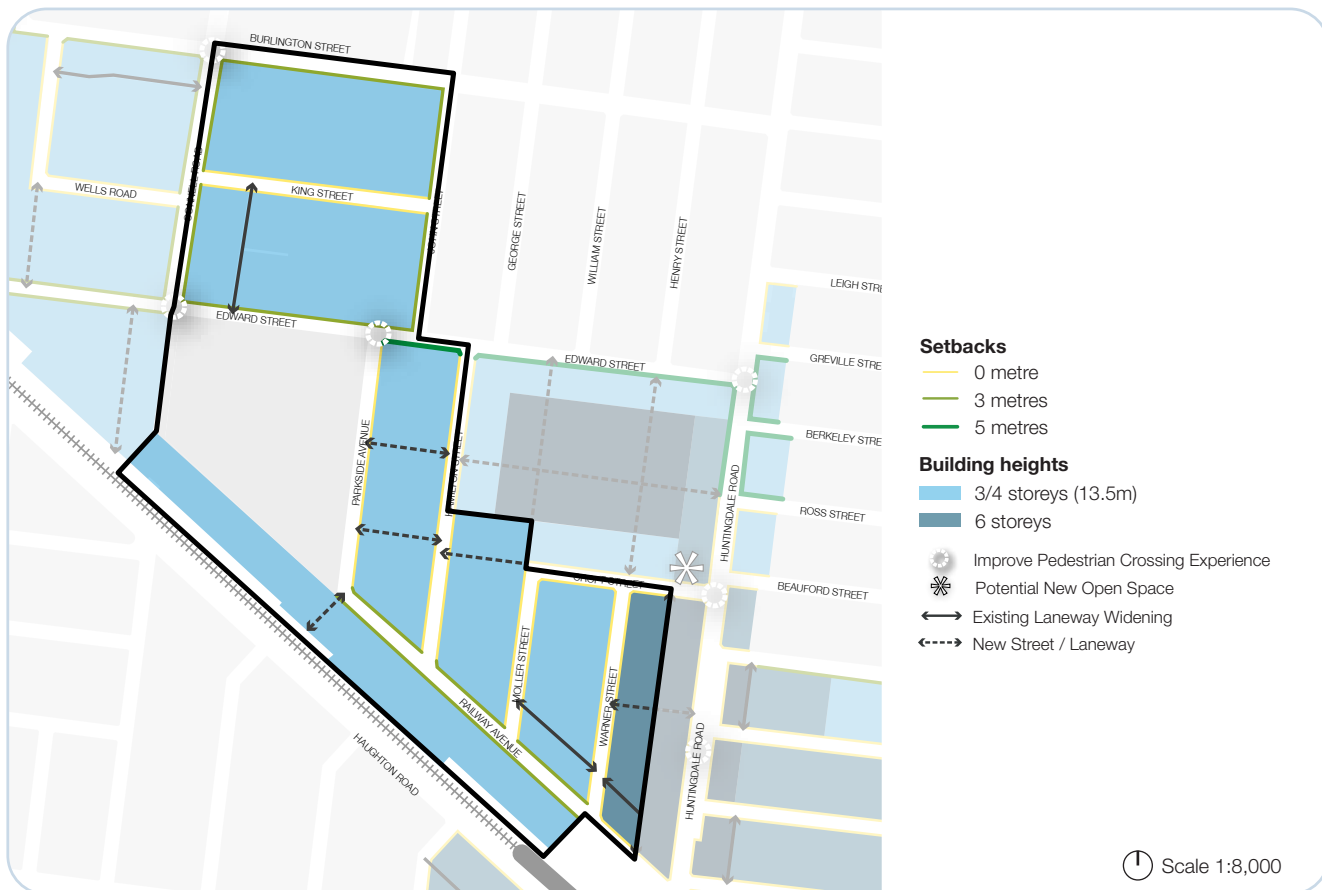 BURLINGTON STREET
WELLS ROAD
KING STREET
GEORGE STREET
WILLIAM STREET
HENRY STREET
LEIGH STRE
EDWARD STREET
EDWARD STREET
GREVILLE STRE
PARKSIDE AVENUE
BERKELEY STRE
HUNTINGDALE ROAD
ROSS STREET
BEAUFORD STREET
MOLLER STREET
WARNER STREET
RAILWAY AVENUE
HAUGHTON ROAD
HUNTINGDALE ROAD
Setbacks
0 metre
3 metres
5 metres
Building heights
3/4 storeys (13.5m)
6 storeys
Improve Pedestrian Crossing Experience
Potential New Open Space
Existing Laneway Widening
New Street / Laneway
Scale 1:8,000